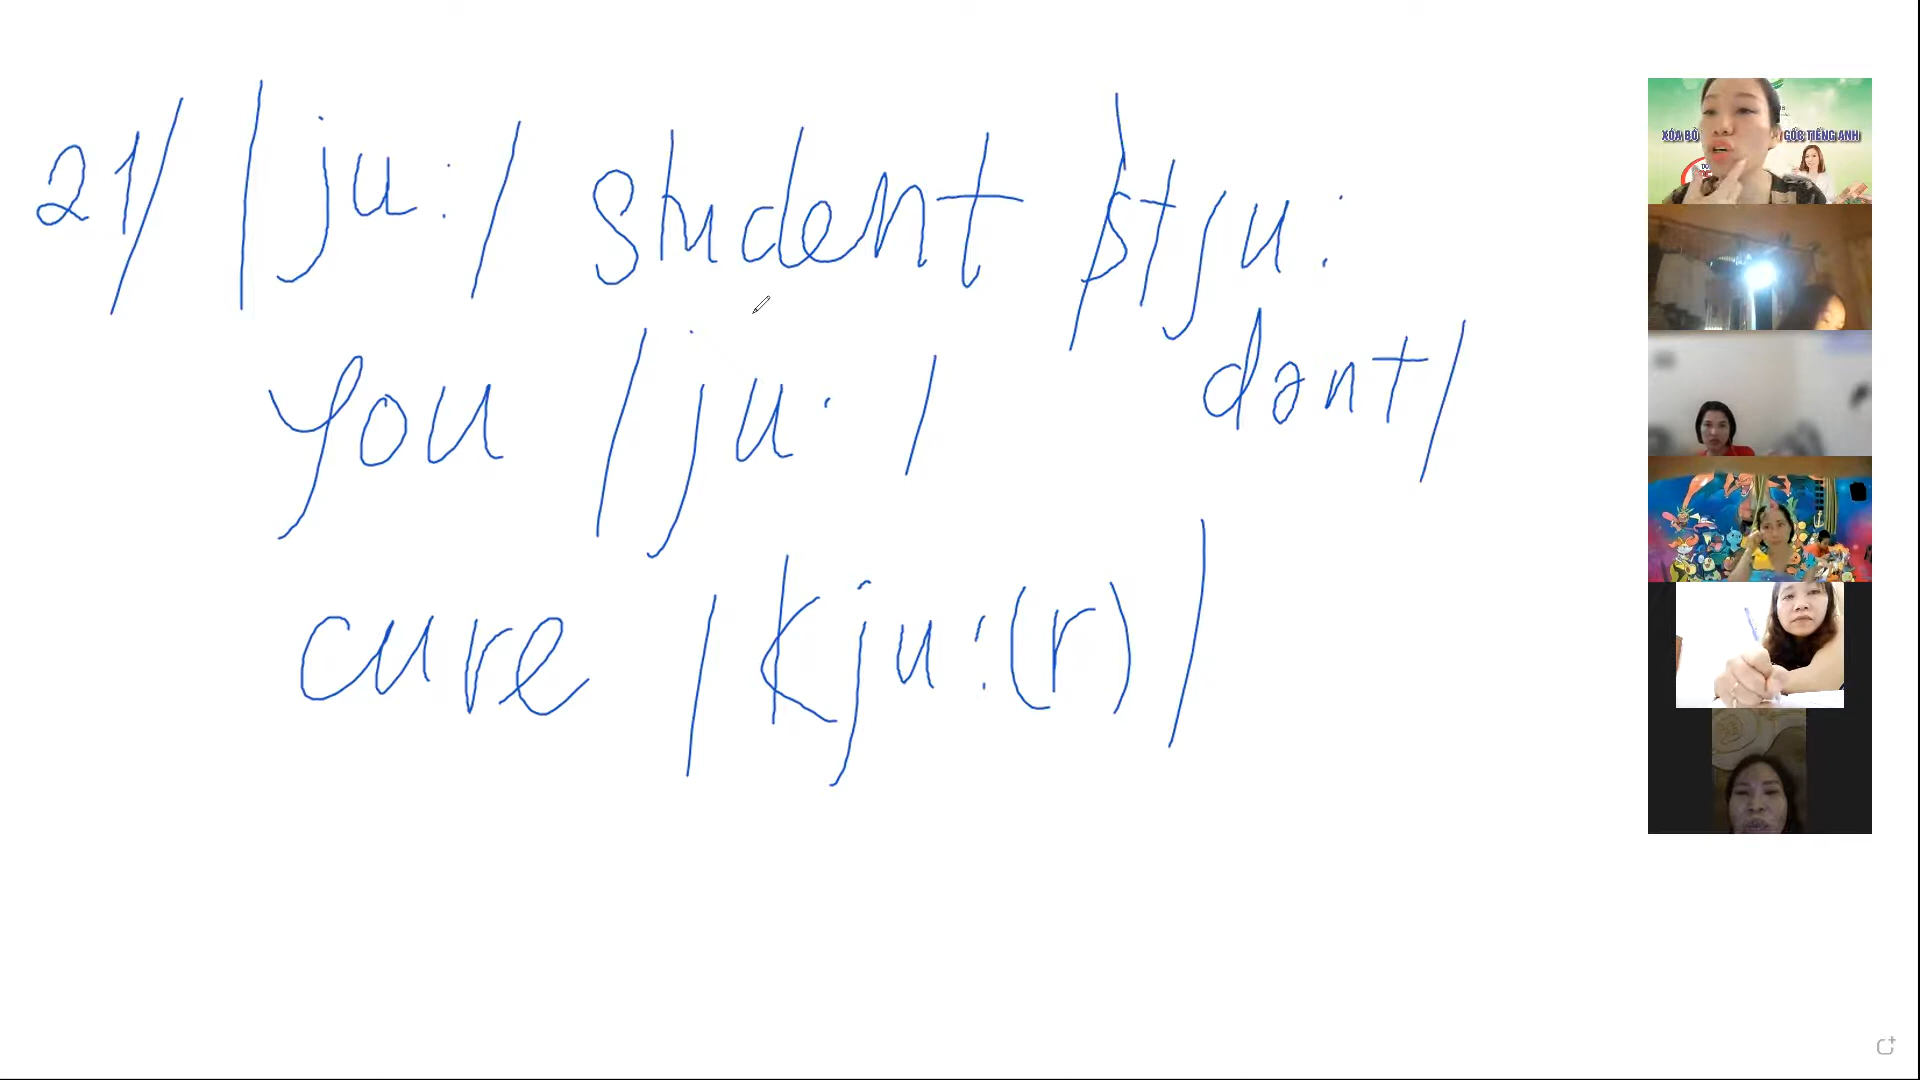 21/ /ju:/ student /stju:
dənt/
you /ju: /
cure /kju:(r)/
XÓA BỎ GỐC TIẾNG ANH